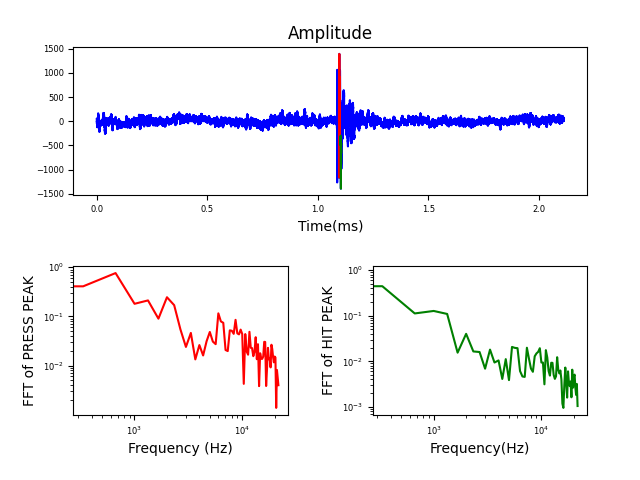 Amplitude
1500
1000
500
0
−500
−1000
−1500
0.0 0.5 1.0 1.5 2.0
Time(ms)
FFT of PRESS PEAK
10⁰
10⁻¹
10⁻²
10³ 10⁴
Frequency (Hz)
FFT of HIT PEAK
10⁰
10⁻¹
10⁻²
10⁻³
10³ 10⁴
Frequency(Hz)